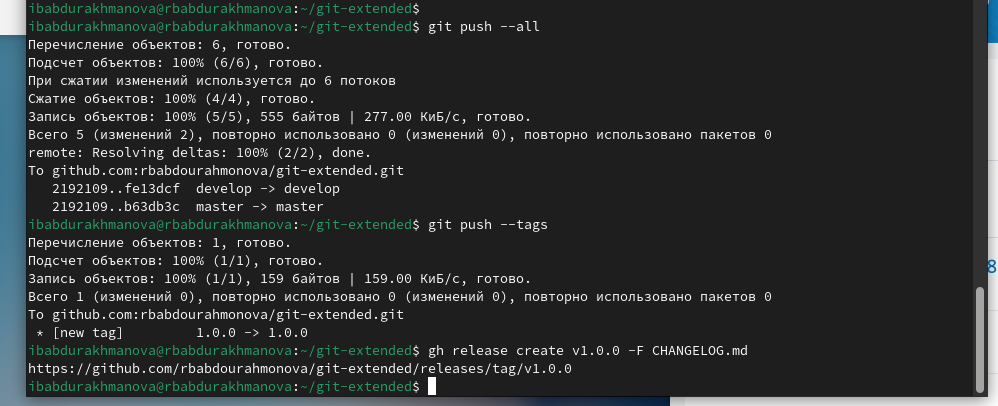 ibabdurakhmanova@rbabdurakhmanova:~/git-extended$
ibabdurakhmanova@rbabdurakhmanova:~/git-extended$ git push --all
Перечисление объектов: 6, готово.
Подсчет объектов: 100% (6/6), готово.
При сжатии изменений используется до 6 потоков
Сжатие объектов: 100% (4/4), готово.
Запись объектов: 100% (5/5), 555 байтов | 277.00 КиБ/с, готово.
Всего 5 (изменений 2), повторно использовано 0 (изменений 0), повторно использовано пакетов 0
remote: Resolving deltas: 100% (2/2), done.
To github.com:rbabdourahmonova/git-extended.git
   2192109..fe13dcf  develop -> develop
   2192109..b63db3c  master -> master
ibabdurakhmanova@rbabdurakhmanova:~/git-extended$ git push --tags
Перечисление объектов: 1, готово.
Подсчет объектов: 100% (1/1), готово.
Запись объектов: 100% (1/1), 159 байтов | 159.00 КиБ/с, готово.
Всего 1 (изменений 0), повторно использовано 0 (изменений 0), повторно использовано пакетов 0
To github.com:rbabdourahmonova/git-extended.git
 * [new tag]         1.0.0 -> 1.0.0
ibabdurakhmanova@rbabdurakhmanova:~/git-extended$ gh release create v1.0.0 -F CHANGELOG.md
https://github.com/rbabdourahmonova/git-extended/releases/tag/v1.0.0
ibabdurakhmanova@rbabdurakhmanova:~/git-extended$
8